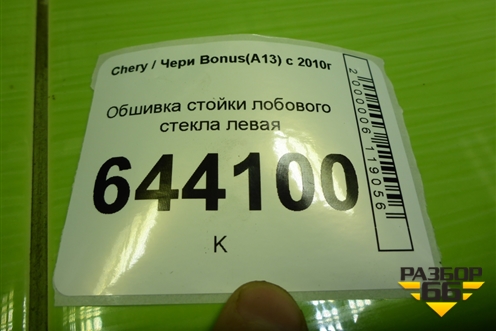 Chery / Чери Bonus(A13) с 2010г
Обшивка стойки лобового
стекла левая
644100
К
2000006119056
РАЗБОР
66